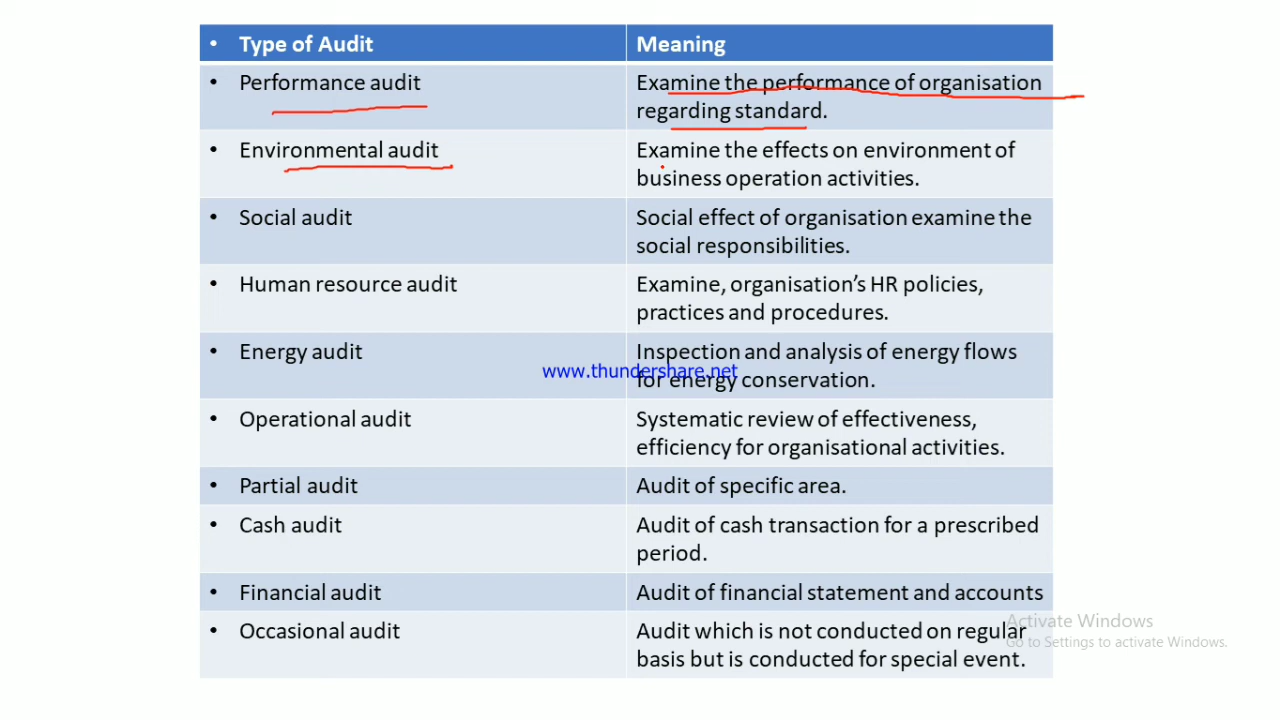 • Type of Audit Meaning
• Performance audit Examine the performance of organisation
regarding standard.
• Environmental audit Examine the effects on environment of
business operation activities.
• Social audit Social effect of organisation examine the
social responsibilities.
• Human resource audit Examine, organisation's HR policies,
practices and procedures.
• Energy audit Inspection and analysis of energy flows
www.thundershare.net
for energy conservation.
• Operational audit Systematic review of effectiveness,
efficiency for organisational activities.
• Partial audit Audit of specific area.
• Cash audit Audit of cash transaction for a prescribed
period.
• Financial audit Audit of financial statement and accounts
• Occasional audit Audit which is not conducted on regular
basis but is conducted for special event.
Activate Windows
Go to Settings to activate Windows.